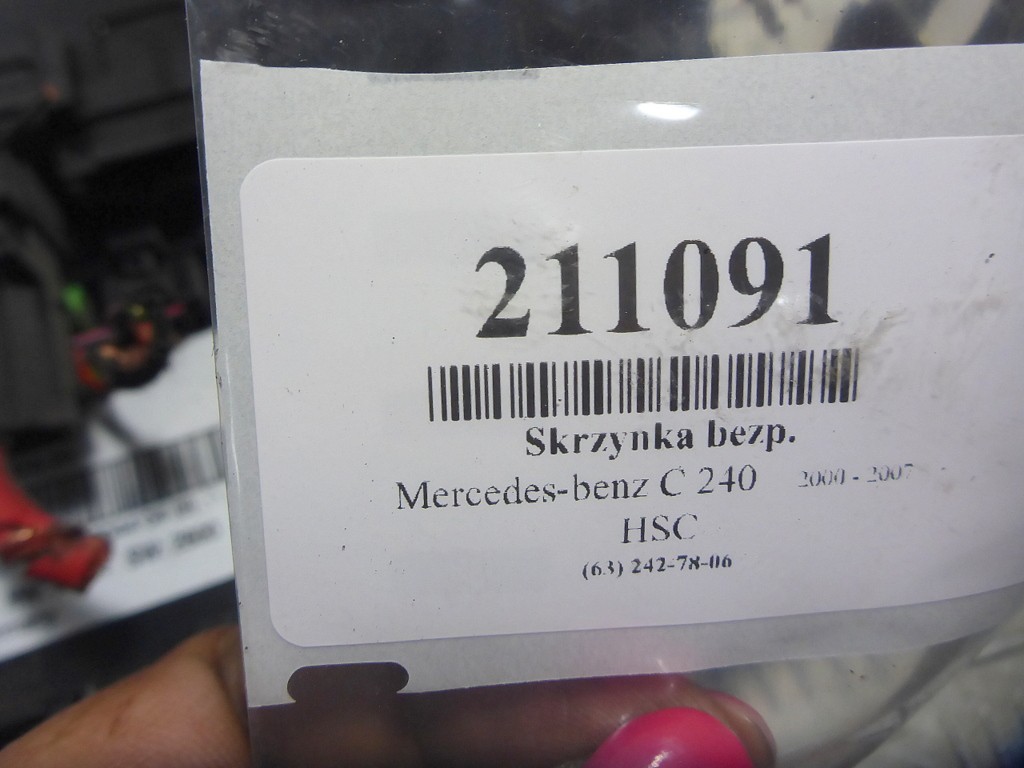 211091
Skrzynka bezp.
Mercedes-benz C 240 2000 - 2007
HSC
(63) 242-78-06